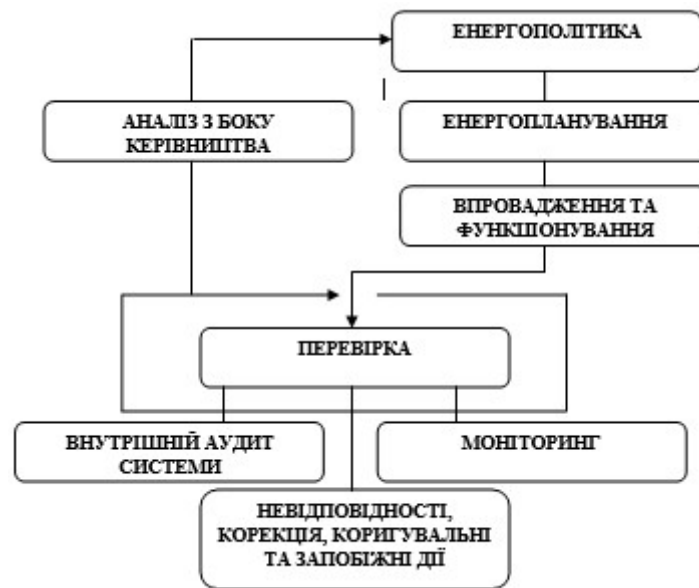 ЕНЕРГОПОЛІТИКА
АНАЛІЗ З БОКУ
КЕРІВНИЦТВА
ЕНЕРГОПЛАНУВАННЯ
ВПРОВАДЖЕННЯ ТА
ФУНКЦІОНУВАННЯ
ПЕРЕВІРКА
ВНУТРІШНІЙ АУДИТ
СИСТЕМИ
МОНІТОРИНГ
НЕВІДПОВІДНОСТІ,
КОРЕКЦІЯ, КОРИГУВАЛЬНІ
ТА ЗАПОБІЖНІ ДІЇ